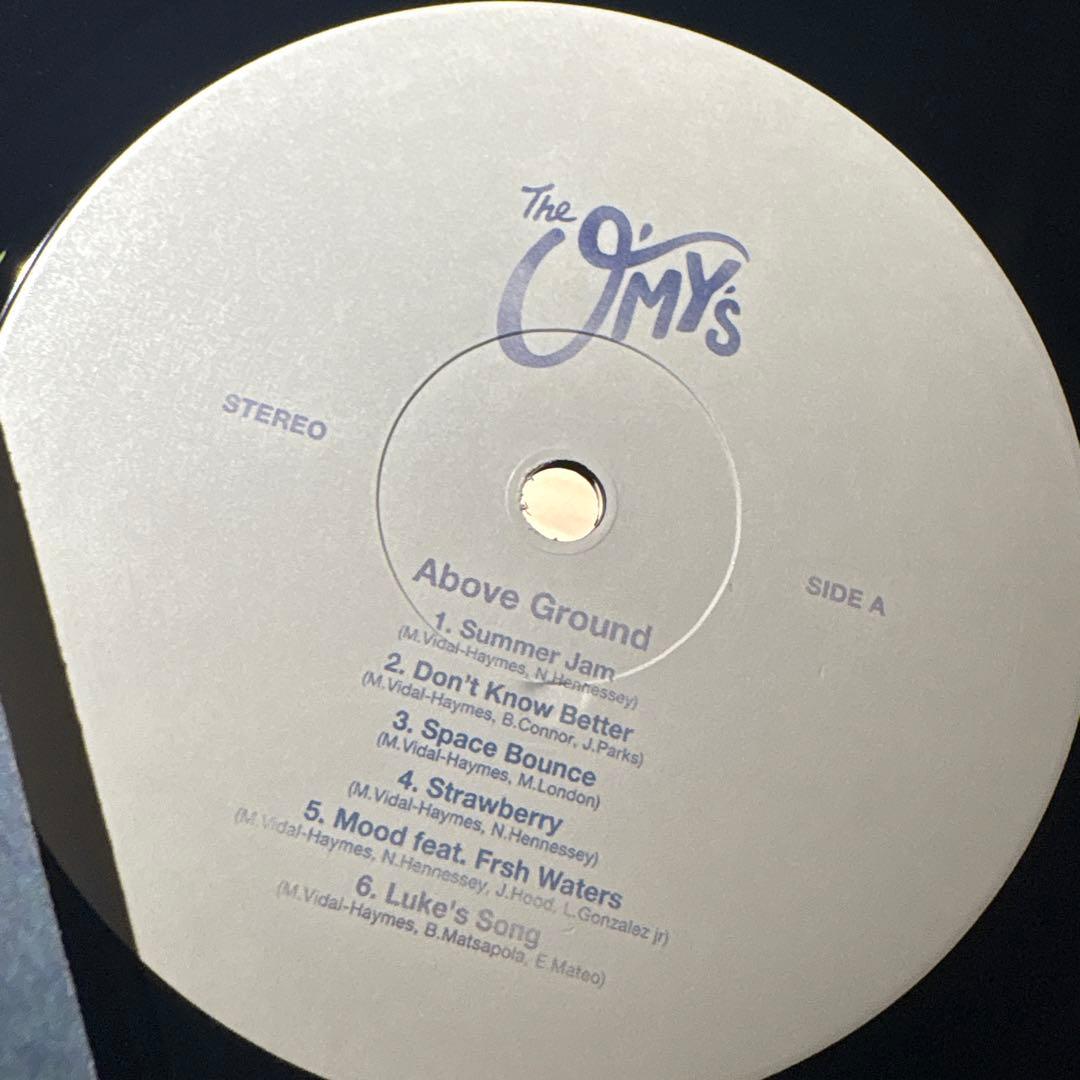 The O'MY's
STEREO
SIDE A
Above Ground
1. Summer Jam
(M.Vidal-Haymes, N.Hennessey)
2. Don't Know Better
(M.Vidal-Haymes, B.Connor, J.Parks)
3. Space Bounce
(M.Vidal-Haymes, M.London)
4. Strawberry
(M.Vidal-Haymes, N.Hennessey)
5. Mood feat. Frsh Waters
(M.Vidal-Haymes, N.Hennessey, J.Hood, L.Gonzalez jr)
6. Luke's Song
(M.Vidal-Haymes, B.Matsapola, E.Mateo)